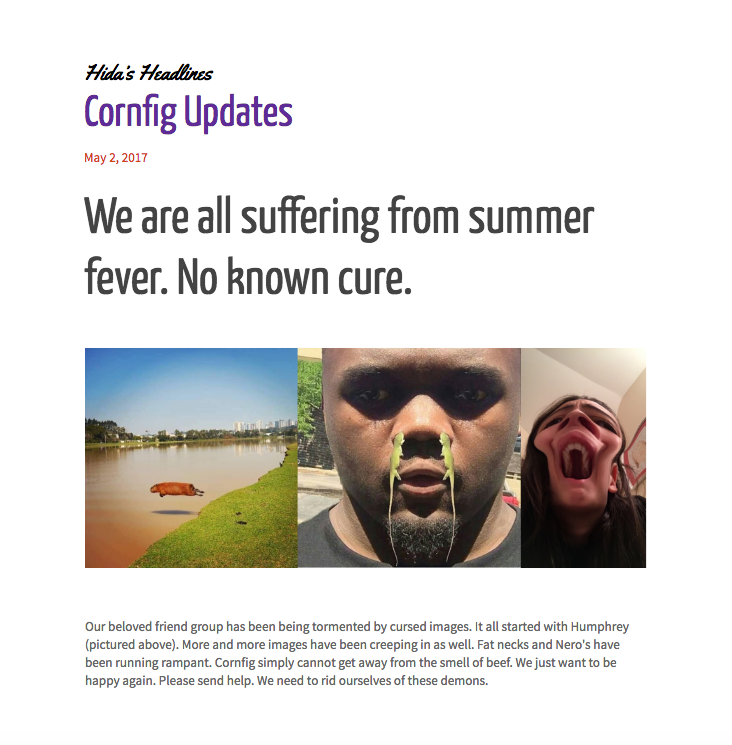 Hida's Headlines
Cornfig Updates
May 2, 2017
We are all suffering from summer
fever. No known cure.
Our beloved friend group has been being tormented by cursed images. It all started with Humphrey
(pictured above). More and more images have been creeping in as well. Fat necks and Nero's have
been running rampant. Cornfig simply cannot get away from the smell of beef. We just want to be
happy again. Please send help. We need to rid ourselves of these demons.